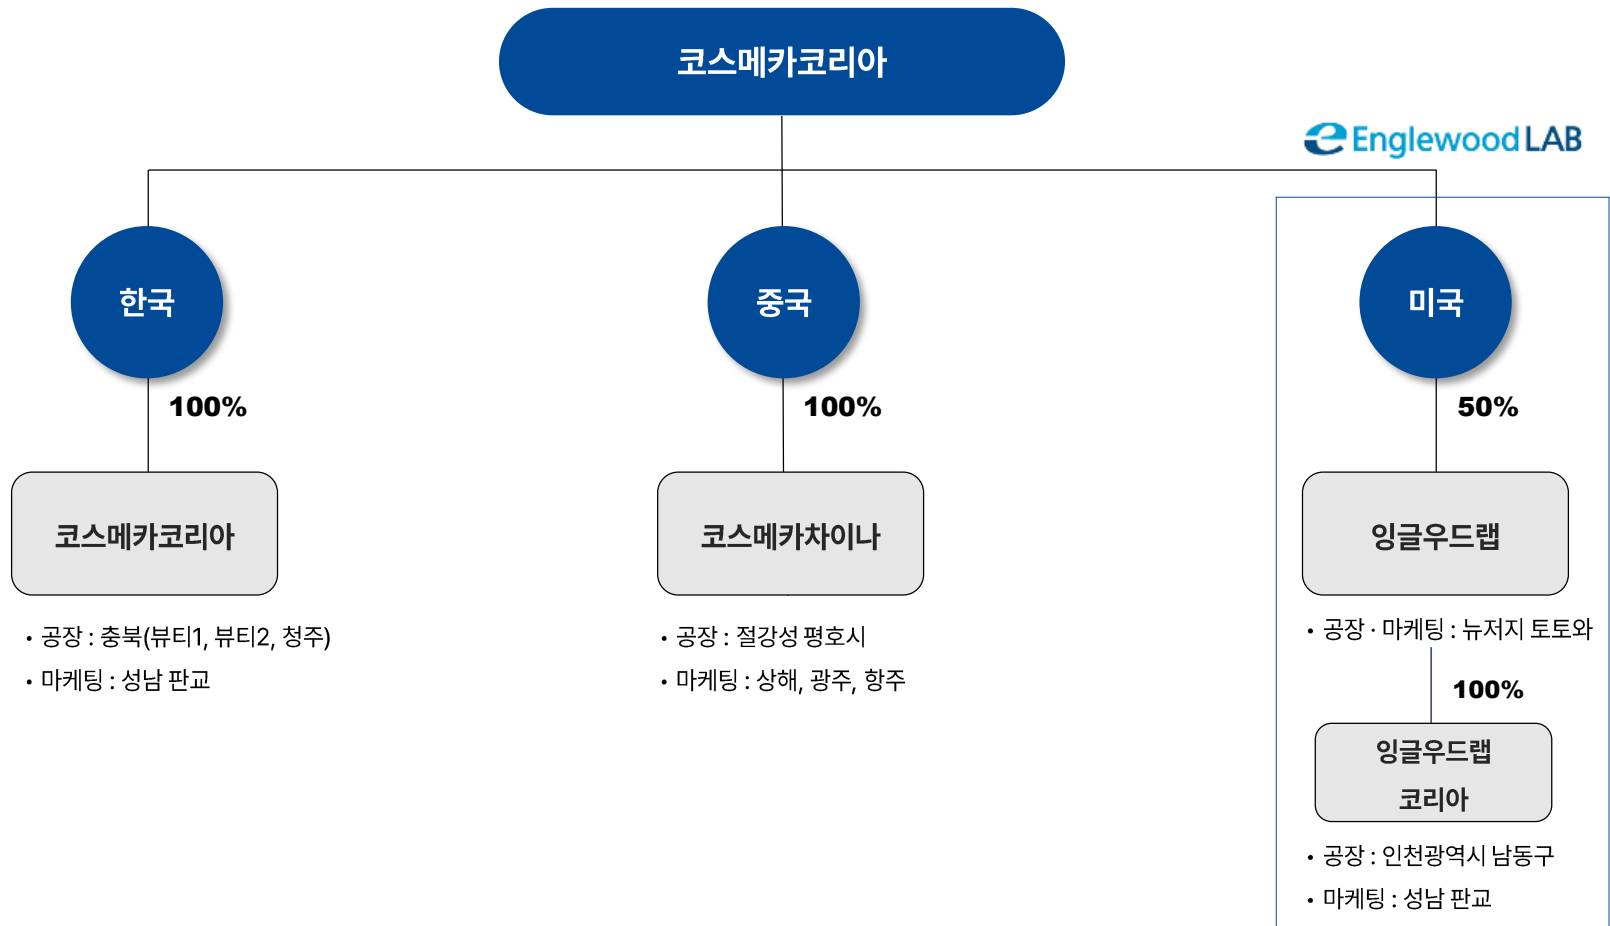 코스메카코리아
Englewood LAB
한국
중국
미국
100%
100%
50%
코스메카코리아
코스메카차이나
잉글우드랩
• 공장 : 충북(뷰티1, 뷰티2, 청주)
• 마케팅 : 성남 판교
• 공장 : 절강성 평호시
• 마케팅 : 상해, 광주, 항주
• 공장 · 마케팅 : 뉴저지 토토와
100%
잉글우드랩
코리아
• 공장 : 인천광역시 남동구
• 마케팅 : 성남 판교